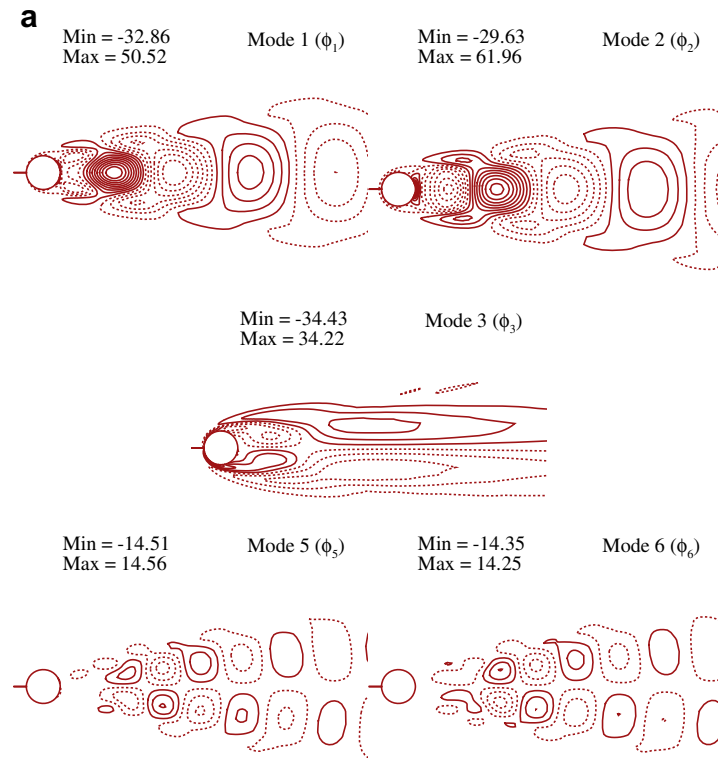 a
Min = -32.86
Max = 50.52
Mode 1 (ϕ₁)
Min = -29.63
Max = 61.96
Mode 2 (ϕ₂)
Min = -34.43
Max = 34.22
Mode 3 (ϕ₃)
Min = -14.51
Max = 14.56
Mode 5 (ϕ₅)
Min = -14.35
Max = 14.25
Mode 6 (ϕ₆)